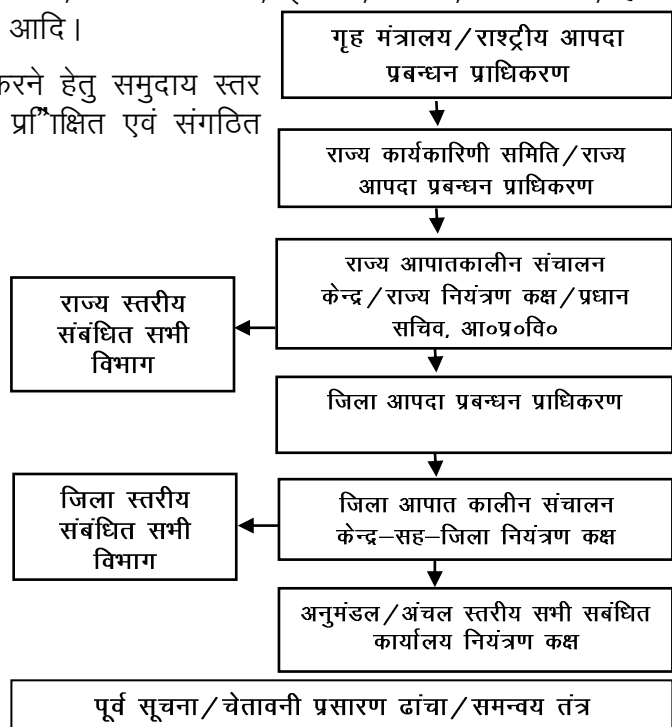 आदि।
करने हेतु समुदाय स्तर
प्रर्”ाक्षित एवं संगठित
गृह मंत्रालय/राश्ट्रीय आपदा
प्रबन्धन प्राधिकरण
राज्य कार्यकारिणी समिति/राज्य
आपदा प्रबन्धन प्राधिकरण
राज्य आपातकालीन संचालन
केन्द्र/राज्य नियंत्रण कक्ष/प्रधान
सचिव, आ०प्र०वि०
राज्य स्तरीय
संबंधित सभी
विभाग
जिला आपदा प्रबन्धन प्राधिकरण
जिला आपात कालीन संचालन
केन्द्र–सह–जिला नियंत्रण कक्ष
जिला स्तरीय
संबंधित सभी
विभाग
अनुमंडल/अंचल स्तरीय सभी सबंधित
कार्यालय नियंत्रण कक्ष
पूर्व सूचना/चेतावनी प्रसारण ढांचा/समन्वय तंत्र